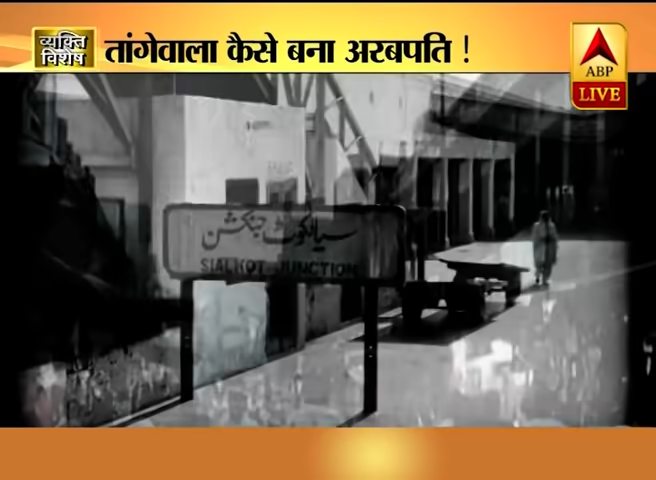 व्यक्ति
विशेष
तांगेवाला कैसे बना अरबपति !
ABP
LIVE
سیالکوٹ جنکشن
SIALKOT JUNCTION